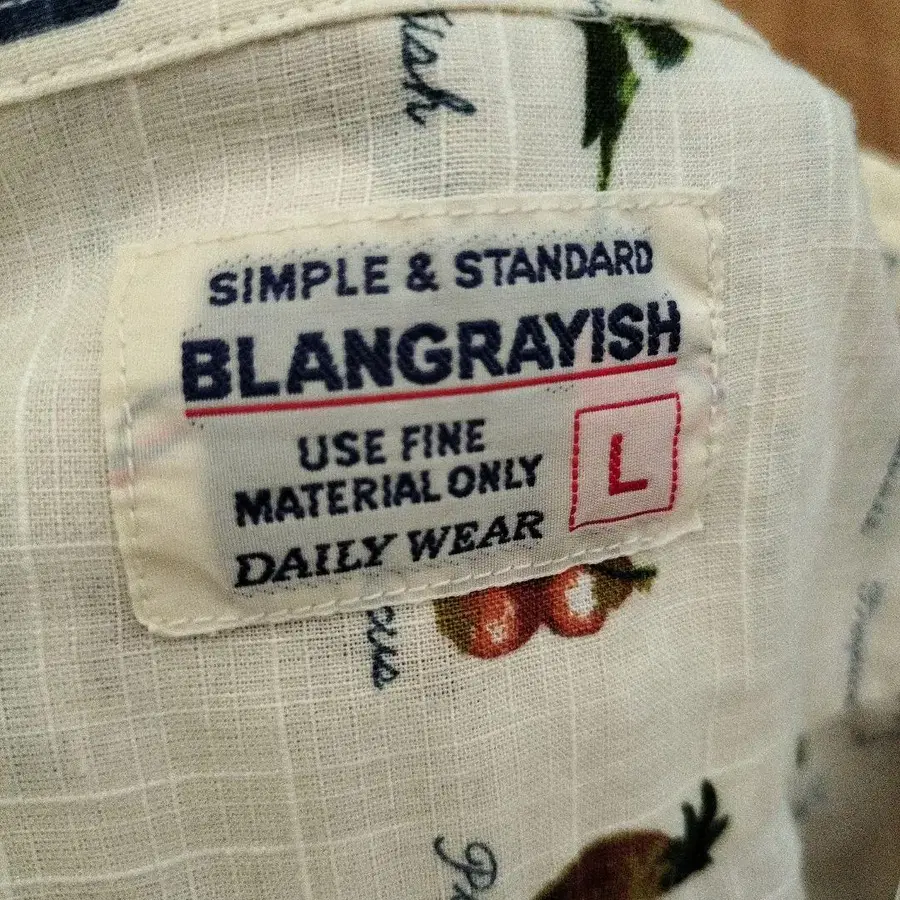 SIMPLE & STANDARD
BLANGRAYISH
USE FINE
MATERIAL ONLY
L
DAILY WEAR